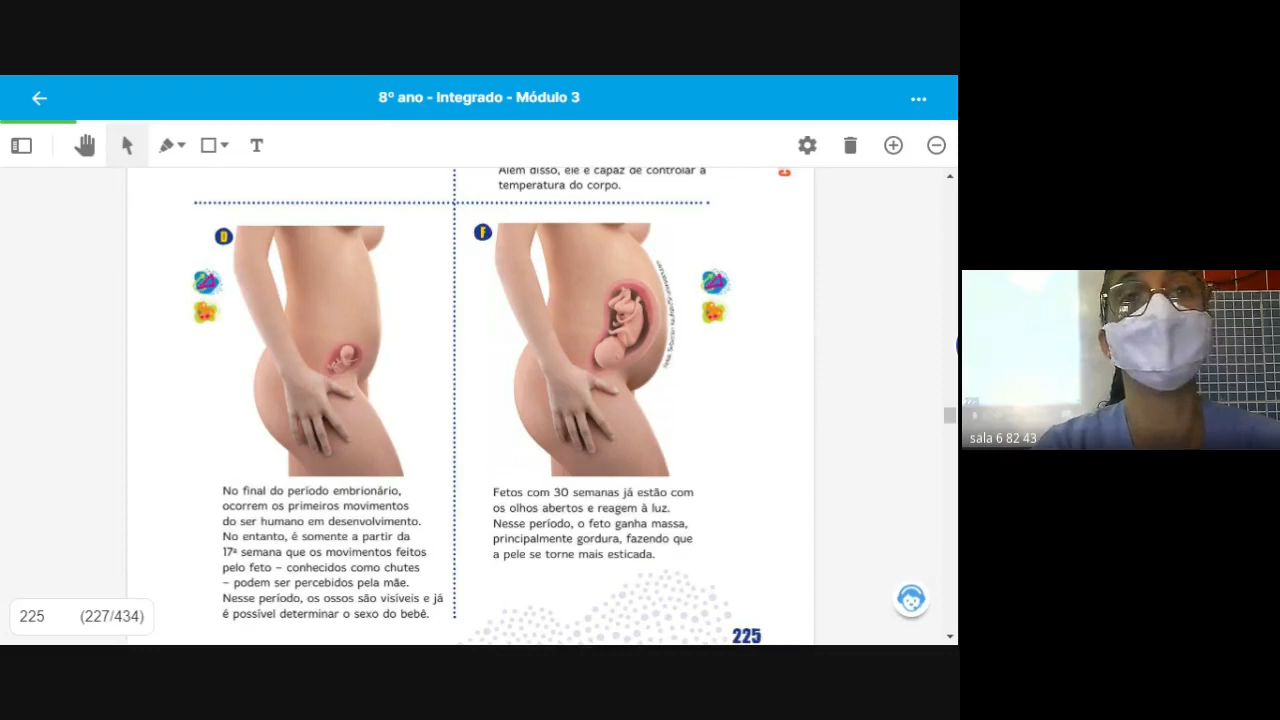 8º ano - Integrado - Módulo 3
T
Além disso, ele é capaz de controlar a
temperatura do corpo.
D
No final do período embrionário,
ocorrem os primeiros movimentos
do ser humano em desenvolvimento.
No entanto, é somente a partir da
17ª semana que os movimentos feitos
pelo feto – conhecidos como chutes
– podem ser percebidos pela mãe.
Nesse período, os ossos são visíveis e já
é possível determinar o sexo do bebê.
F
Fetos com 30 semanas já estão com
os olhos abertos e reagem à luz.
Nesse período, o feto ganha massa,
principalmente gordura, fazendo que
a pele se torne mais esticada.
225
225 (227/434)
sala 6 82 43